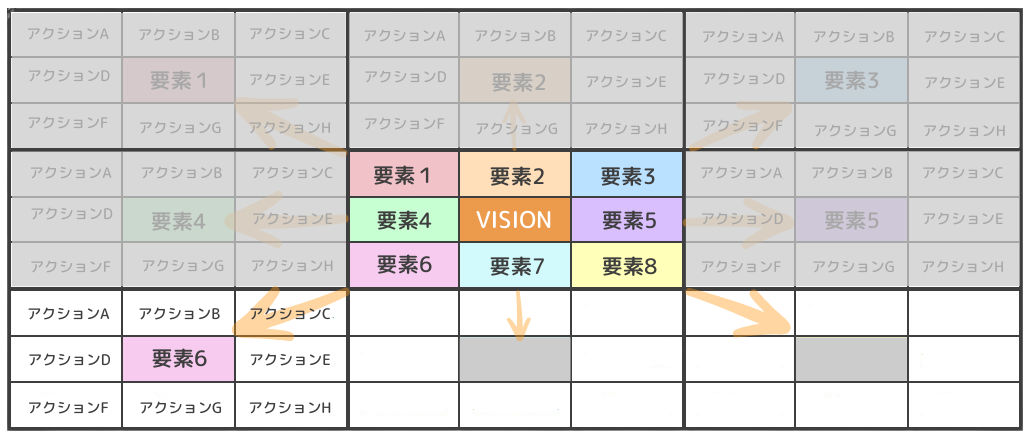 アクションA アクションB アクションC アクションA アクションB アクションC アクションA アクションB アクションC
アクションD 要素1 アクションE アクションD 要素2 アクションE アクションD 要素3 アクションE
アクションF アクションG アクションH アクションF アクションG アクションH アクションF アクションG アクションH
アクションA アクションB アクションC 要素1 要素2 要素3 アクションA アクションB アクションC
アクションD 要素4 アクションE 要素4 VISION 要素5 アクションD 要素5 アクションE
アクションF アクションG アクションH 要素6 要素7 要素8 アクションF アクションG アクションH
アクションA アクションB アクションC
アクションD 要素6 アクションE
アクションF アクションG アクションH